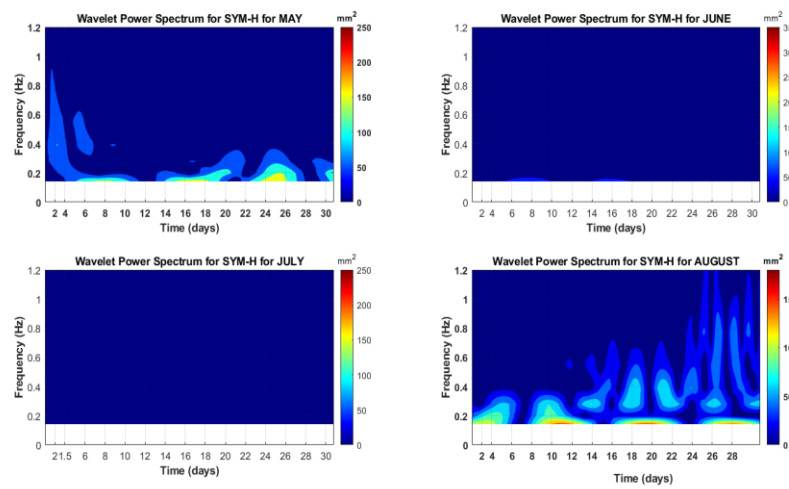 Wavelet Power Spectrum for SYM-H for MAY
mm2
1.2
1
0.8
0.6
0.4
0.2
0
Frequency (Hz)
2 4 6 8 10 12 14 16 18 20 22 24 26 28 30
Time (days)
250
200
150
100
50
0
Wavelet Power Spectrum for SYM-H for JUNE
mm2
1.2
1
0.8
0.6
0.4
0.2
0
Frequency (Hz)
2 4 6 8 10 12 14 16 18 20 22 24 26 28 30
Time (days)
Wavelet Power Spectrum for SYM-H for JULY
mm2
1.2
1
0.8
0.6
0.4
0.2
0
Frequency (Hz)
21.5 6 8 10 12 14 16 18 20 22 24 26 28 30
Time (days)
250
200
150
100
50
0
Wavelet Power Spectrum for SYM-H for AUGUST
mm2
1.2
1
0.8
0.6
0.4
0.2
0
Frequency (Hz)
2 4 6 8 10 12 14 16 18 20 22 24 26 28
Time (days)